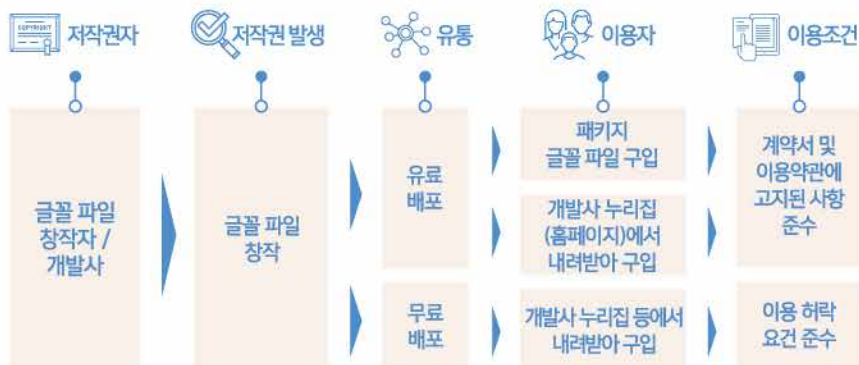 저작권자
저작권 발생
유통
이용자
이용조건
글꼴 파일
창작자 /
개발사
글꼴 파일
창작
유료
배포
패키지
글꼴 파일 구입
개발사 누리집
(홈페이지)에서
내려받아 구입
계약서 및
이용약관에
고지된 사항
준수
무료
배포
개발사 누리집 등에서
내려받아 구입
이용 허락
요건 준수